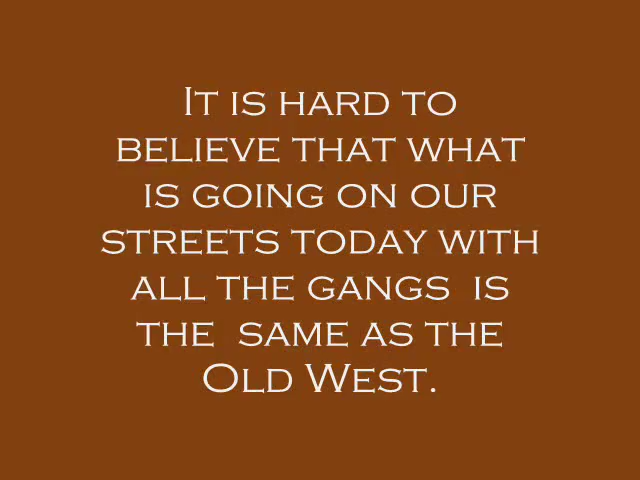 It is hard to
believe that what
is going on our
streets today with
all the gangs  is
the  same as the
Old West.